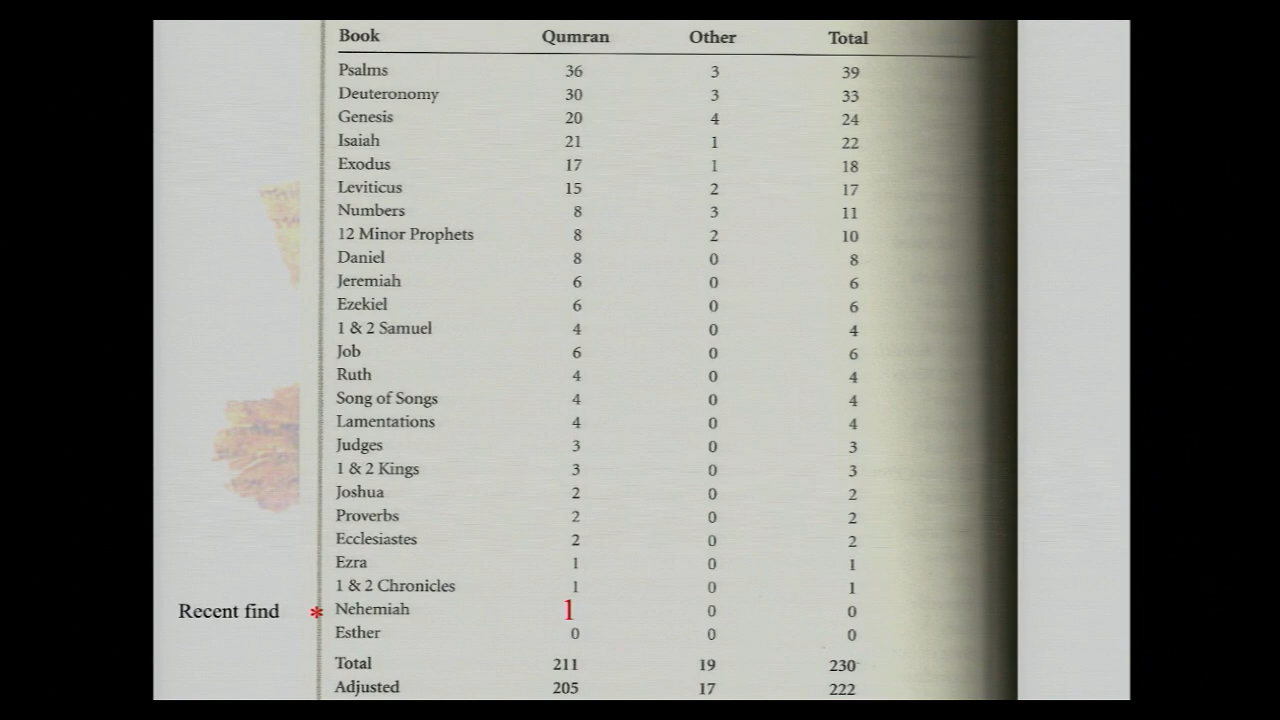 Book Qumran Other Total
Psalms 36 3 39
Deuteronomy 30 3 33
Genesis 20 4 24
Isaiah 21 1 22
Exodus 17 1 18
Leviticus 15 2 17
Numbers 8 3 11
12 Minor Prophets 8 2 10
Daniel 8 0 8
Jeremiah 6 0 6
Ezekiel 6 0 6
1 & 2 Samuel 4 0 4
Job 6 0 6
Ruth 4 0 4
Song of Songs 4 0 4
Lamentations 4 0 4
Judges 3 0 3
1 & 2 Kings 3 0 3
Joshua 2 0 2
Proverbs 2 0 2
Ecclesiastes 2 0 2
Ezra 1 0 1
1 & 2 Chronicles 1 0 1
Recent find * Nehemiah 1 0 0
Esther 0 0 0
Total 211 19 230
Adjusted 205 17 222